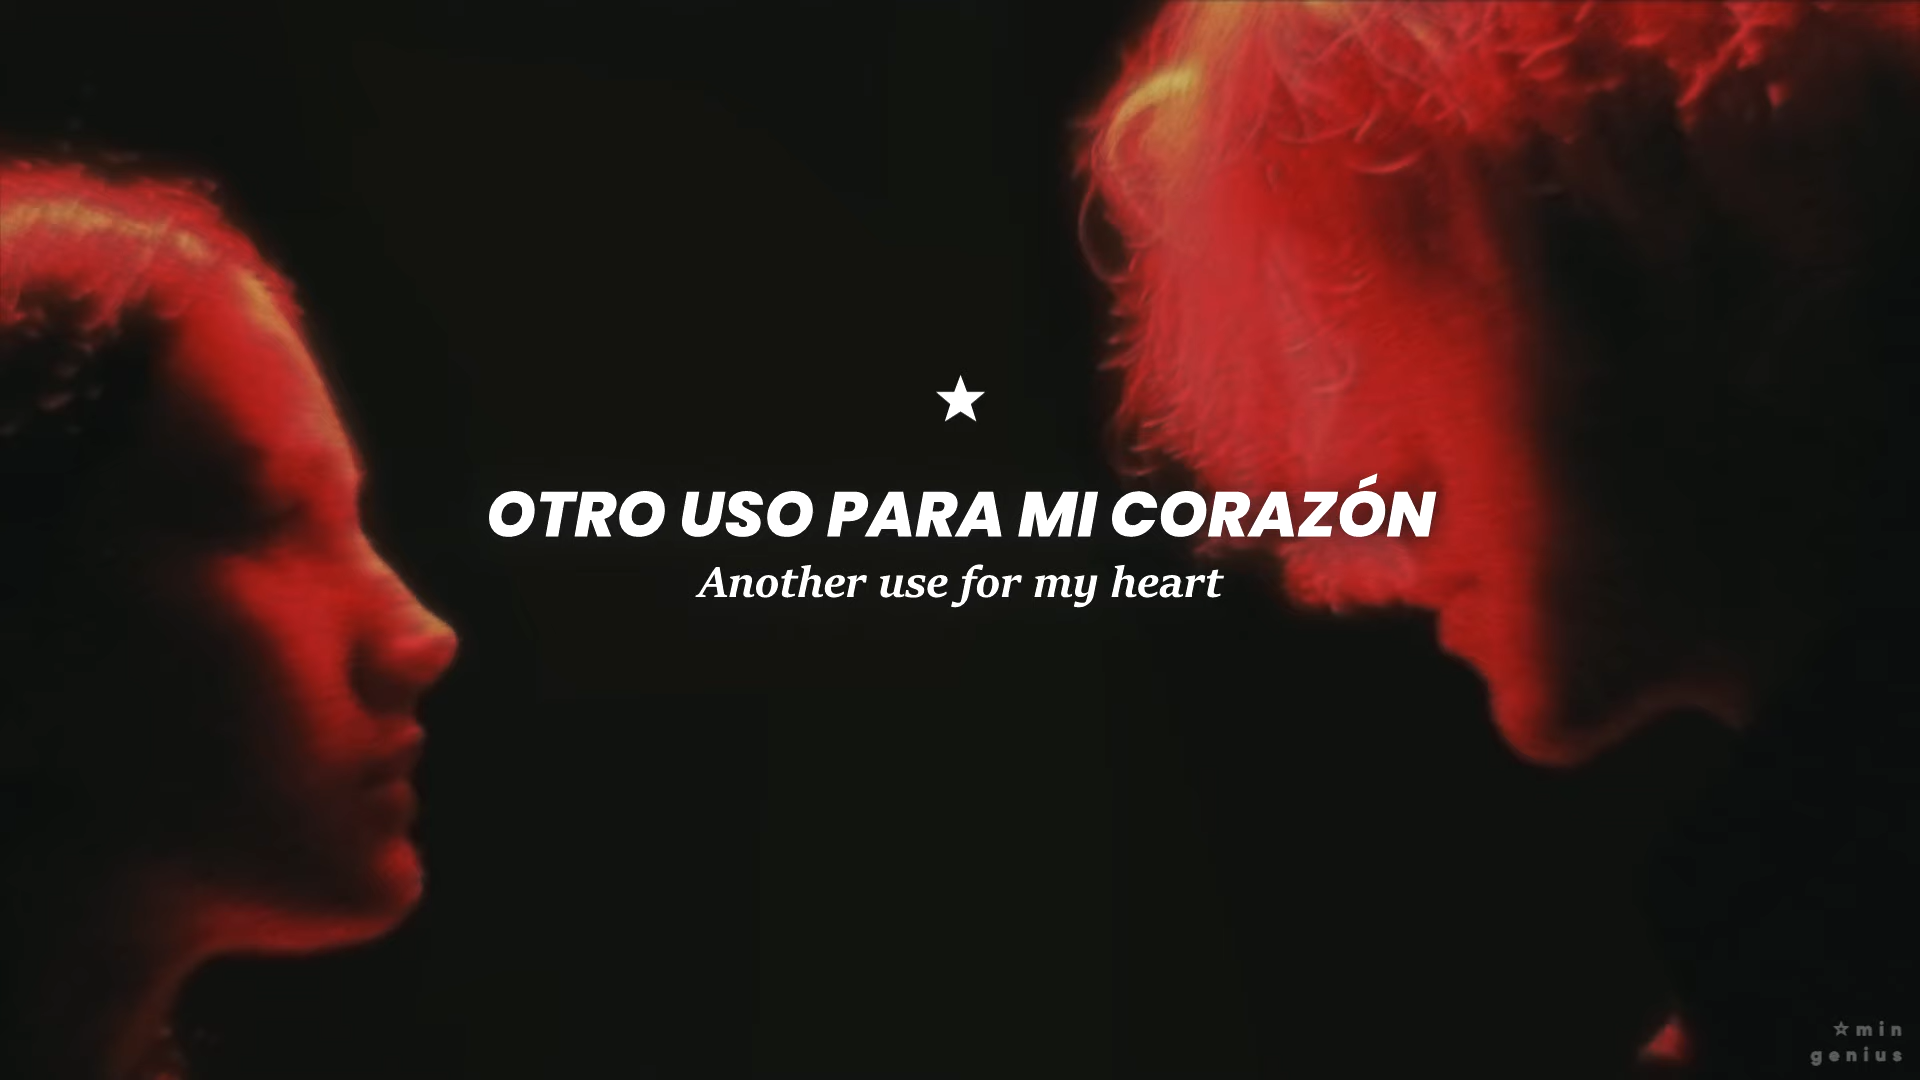 ★
OTRO USO PARA MI CORAZÓN
Another use for my heart
☆min
genius